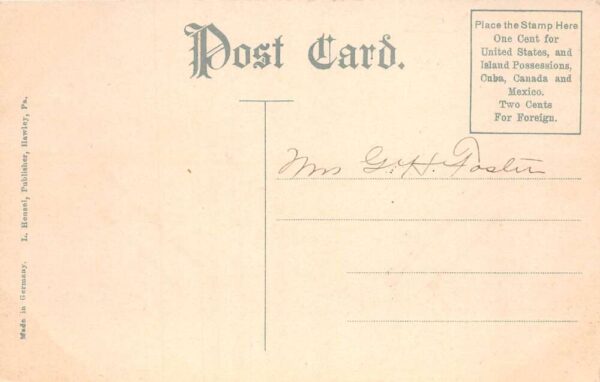 Post Card.
Place the Stamp Here
One Cent for
United States, and
Island Possessions,
Cuba, Canada and
Mexico.
Two Cents
For Foreign.
Mrs G. H. Foster
Made in Germany. L. Hensel, Publisher, Hawley, Pa.